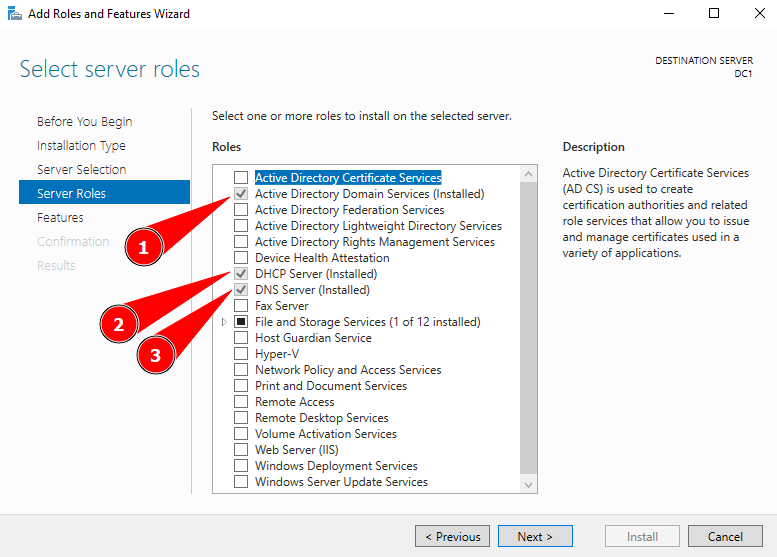 Add Roles and Features Wizard
Select server roles
DESTINATION SERVER
DC1
Before You Begin
Installation Type
Server Selection
Server Roles
Features
Confirmation
Results
Select one or more roles to install on the selected server.
Roles
Active Directory Certificate Services
Active Directory Domain Services (Installed)
Active Directory Federation Services
Active Directory Lightweight Directory Services
Active Directory Rights Management Services
Device Health Attestation
DHCP Server (Installed)
DNS Server (Installed)
Fax Server
File and Storage Services (1 of 12 installed)
Host Guardian Service
Hyper-V
Network Policy and Access Services
Print and Document Services
Remote Access
Remote Desktop Services
Volume Activation Services
Web Server (IIS)
Windows Deployment Services
Windows Server Update Services
1
2
3
Description
Active Directory Certificate Services
(AD CS) is used to create
certification authorities and related
role services that allow you to issue
and manage certificates used in a
variety of applications.
< Previous
Next >
Install
Cancel